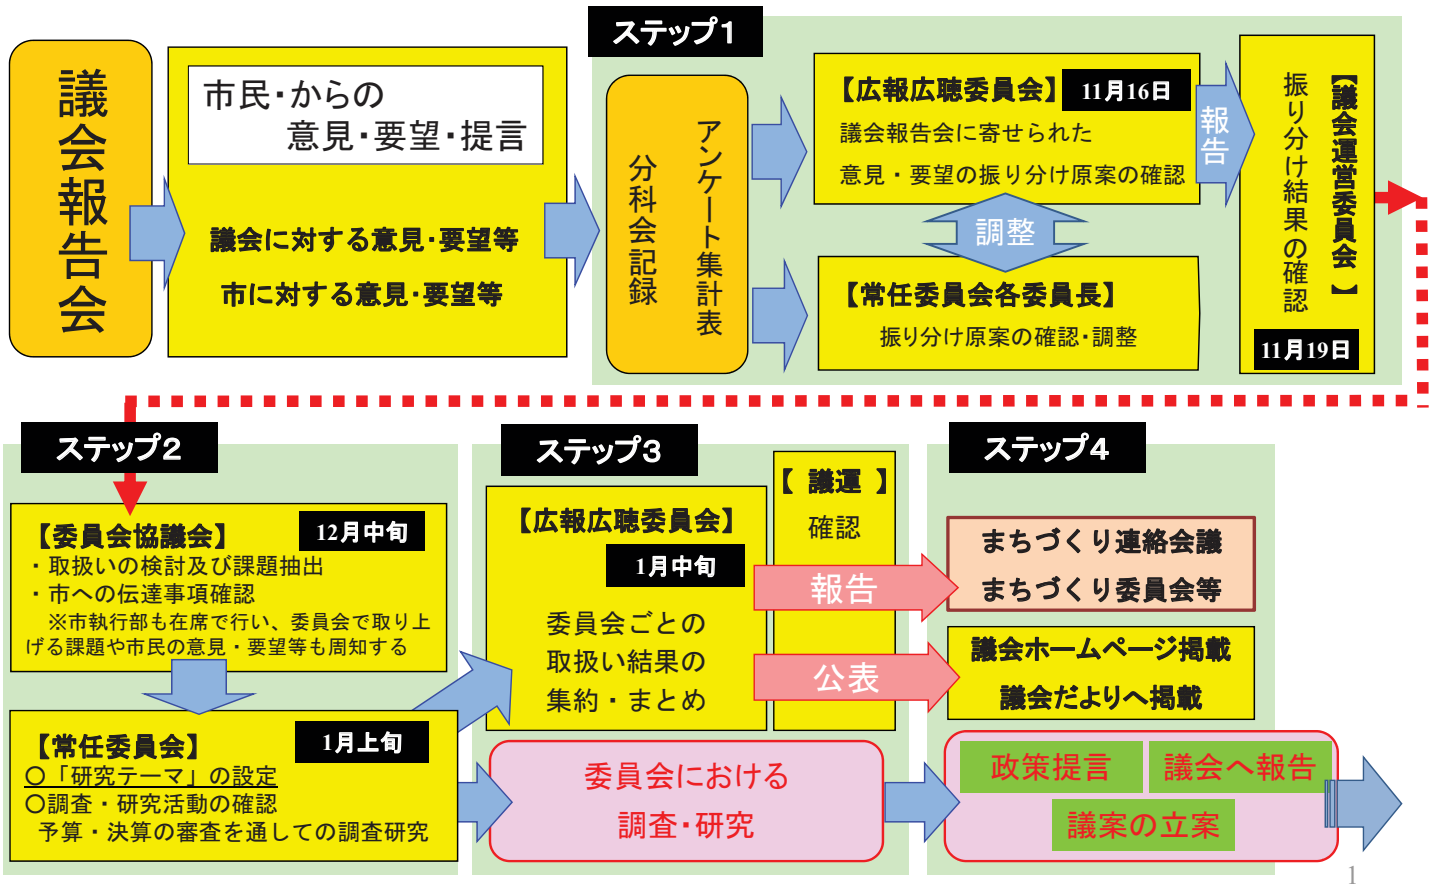 議会報告会
市民・からの
意見・要望・提言
議会に対する意見・要望等
市に対する意見・要望等
ステップ1
分科会記録
アンケート集計表
【広報広聴委員会】
11月16日
議会報告会に寄せられた
意見・要望の振り分け原案の確認
調整
【常任委員会各委員長】
振り分け原案の確認・調整
報告
【議会運営委員会】
振り分け結果の確認
11月19日
ステップ2
【委員会協議会】
12月中旬
・取扱いの検討及び課題抽出
・市への伝達事項確認
※市執行部も在席で行い、委員会で取り上
げる課題や市民の意見・要望等も周知する
【常任委員会】
1月上旬
〇「研究テーマ」の設定
〇調査・研究活動の確認
予算・決算の審査を通しての調査研究
ステップ3
【広報広聴委員会】
1月中旬
委員会ごとの
取扱い結果の
集約・まとめ
【 議運 】
確認
報告
公表
委員会における
調査・研究
ステップ4
まちづくり連絡会議
まちづくり委員会等
議会ホームページ掲載
議会だよりへ掲載
政策提言
議会へ報告
議案の立案
1